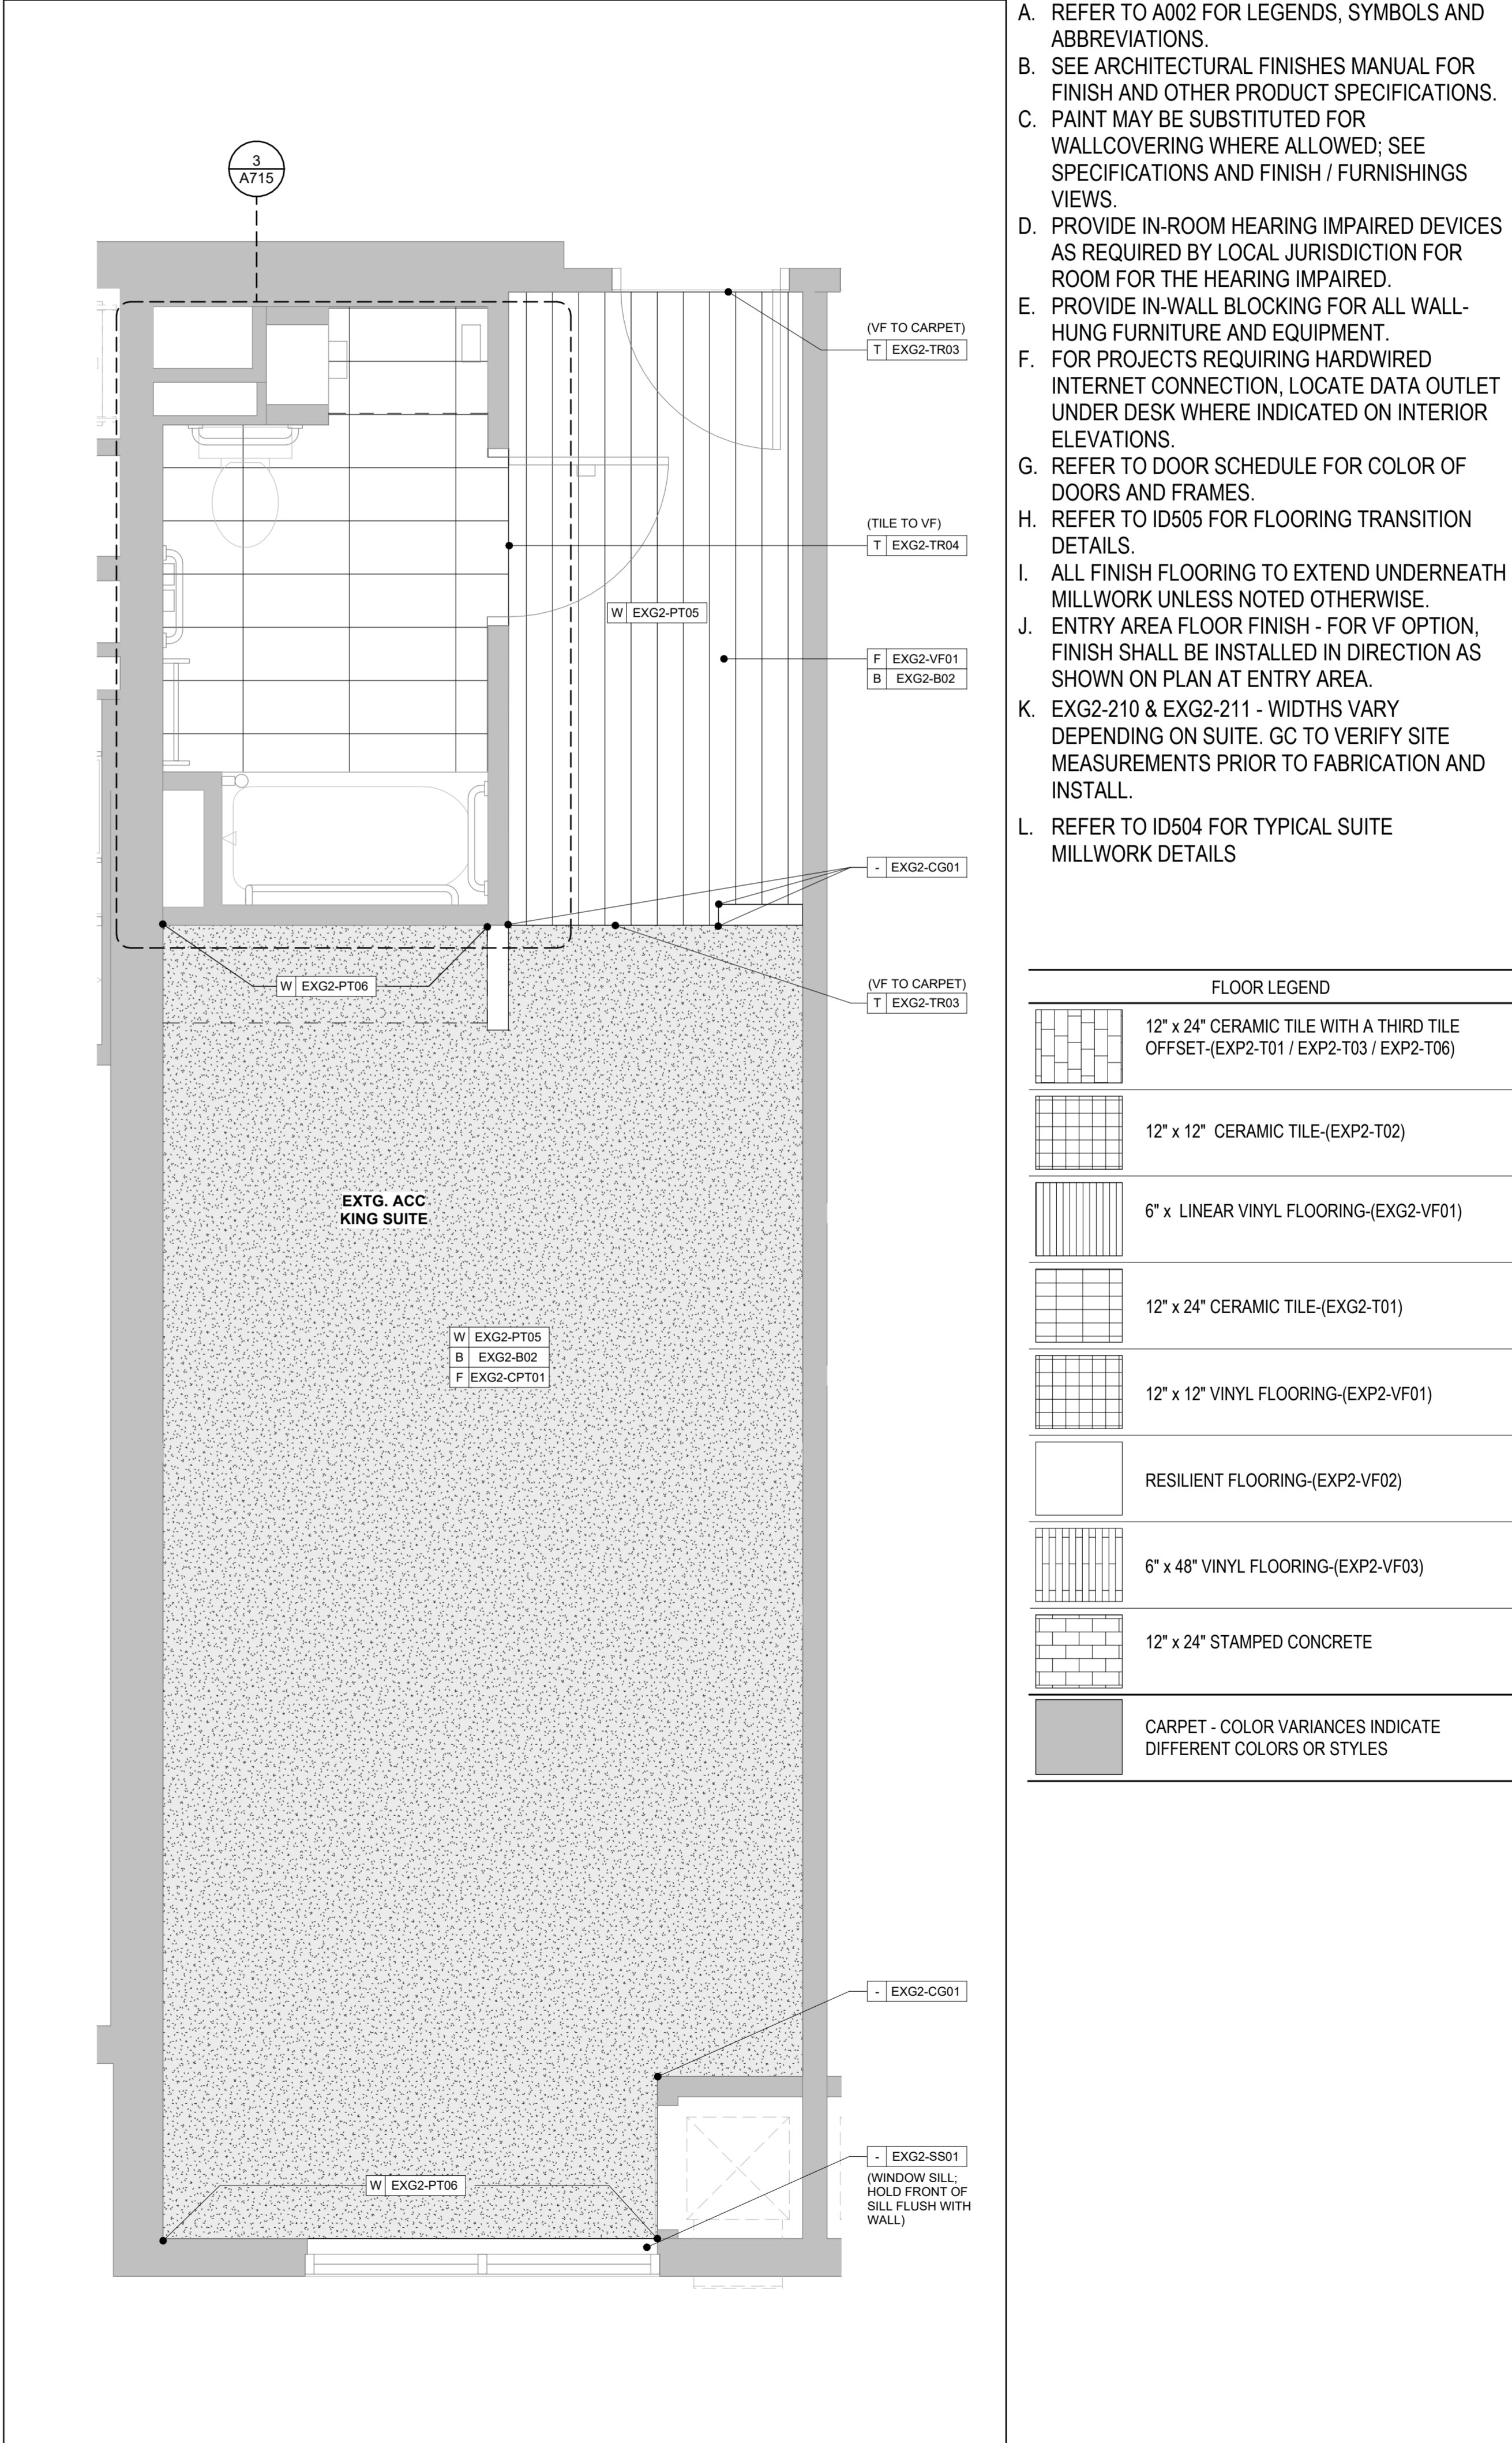 3
A715
(VF TO CARPET)
T EXG2-TR03
(TILE TO VF)
T EXG2-TR04
W EXG2-PT05
F EXG2-VF01
B EXG2-B02
- EXG2-CG01
W EXG2-PT06
(VF TO CARPET)
T EXG2-TR03
EXTG. ACC
KING SUITE
W EXG2-PT05
B EXG2-B02
F EXG2-CPT01
- EXG2-CG01
- EXG2-SS01
(WINDOW SILL;
HOLD FRONT OF
SILL FLUSH WITH
WALL)
W EXG2-PT06
A. REFER TO A002 FOR LEGENDS, SYMBOLS AND
ABBREVIATIONS.
B. SEE ARCHITECTURAL FINISHES MANUAL FOR
FINISH AND OTHER PRODUCT SPECIFICATIONS.
C. PAINT MAY BE SUBSTITUTED FOR
WALLCOVERING WHERE ALLOWED; SEE
SPECIFICATIONS AND FINISH / FURNISHINGS
VIEWS.
D. PROVIDE IN-ROOM HEARING IMPAIRED DEVICES
AS REQUIRED BY LOCAL JURISDICTION FOR
ROOM FOR THE HEARING IMPAIRED.
E. PROVIDE IN-WALL BLOCKING FOR ALL WALL-
HUNG FURNITURE AND EQUIPMENT.
F. FOR PROJECTS REQUIRING HARDWIRED
INTERNET CONNECTION, LOCATE DATA OUTLET
UNDER DESK WHERE INDICATED ON INTERIOR
ELEVATIONS.
G. REFER TO DOOR SCHEDULE FOR COLOR OF
DOORS AND FRAMES.
H. REFER TO ID505 FOR FLOORING TRANSITION
DETAILS.
I. ALL FINISH FLOORING TO EXTEND UNDERNEATH
MILLWORK UNLESS NOTED OTHERWISE.
J. ENTRY AREA FLOOR FINISH - FOR VF OPTION,
FINISH SHALL BE INSTALLED IN DIRECTION AS
SHOWN ON PLAN AT ENTRY AREA.
K. EXG2-210 & EXG2-211 - WIDTHS VARY
DEPENDING ON SUITE. GC TO VERIFY SITE
MEASUREMENTS PRIOR TO FABRICATION AND
INSTALL.
L. REFER TO ID504 FOR TYPICAL SUITE
MILLWORK DETAILS
FLOOR LEGEND
12" x 24" CERAMIC TILE WITH A THIRD TILE
OFFSET-(EXP2-T01 / EXP2-T03 / EXP2-T06)
12" x 12" CERAMIC TILE-(EXP2-T02)
6" x LINEAR VINYL FLOORING-(EXG2-VF01)
12" x 24" CERAMIC TILE-(EXG2-T01)
12" x 12" VINYL FLOORING-(EXP2-VF01)
RESILIENT FLOORING-(EXP2-VF02)
6" x 48" VINYL FLOORING-(EXP2-VF03)
12" x 24" STAMPED CONCRETE
CARPET - COLOR VARIANCES INDICATE
DIFFERENT COLORS OR STYLES